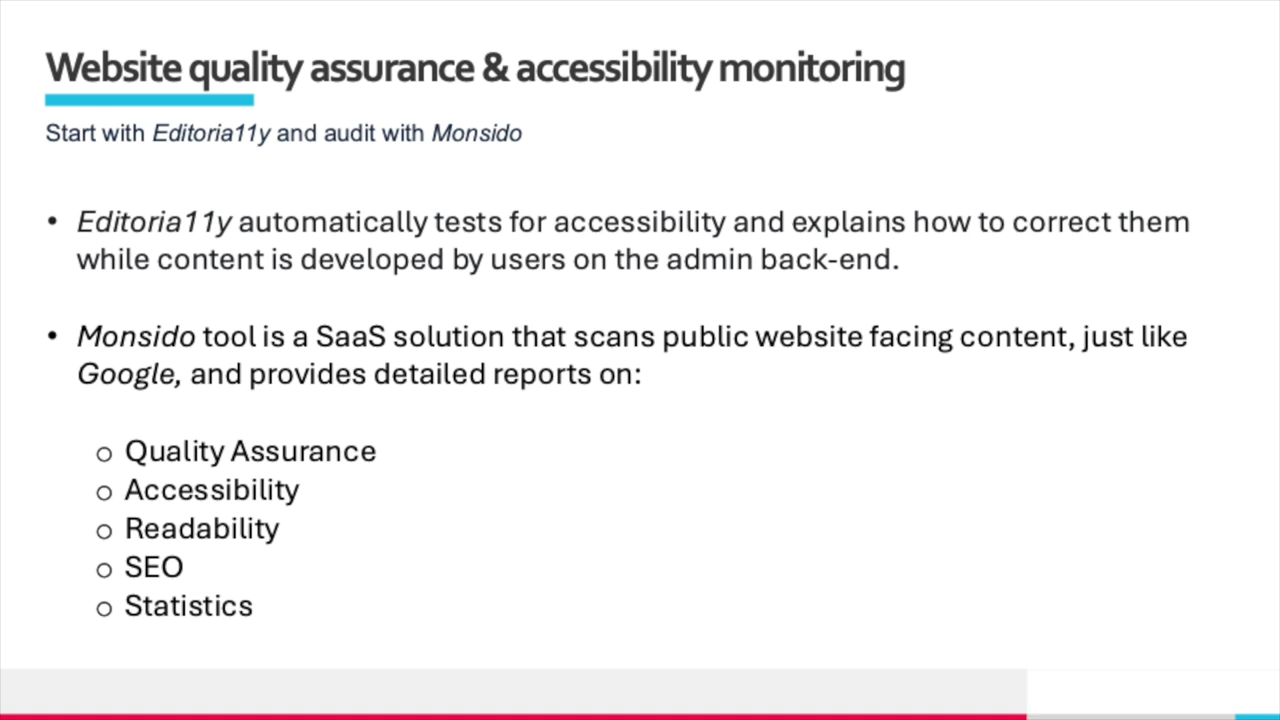 Website quality assurance & accessibility monitoring
Start with Editoria11y and audit with Monsido
• Editoria11y automatically tests for accessibility and explains how to correct them
while content is developed by users on the admin back-end.
• Monsido tool is a SaaS solution that scans public website facing content, just like
Google, and provides detailed reports on:
o Quality Assurance
o Accessibility
o Readability
o SEO
o Statistics